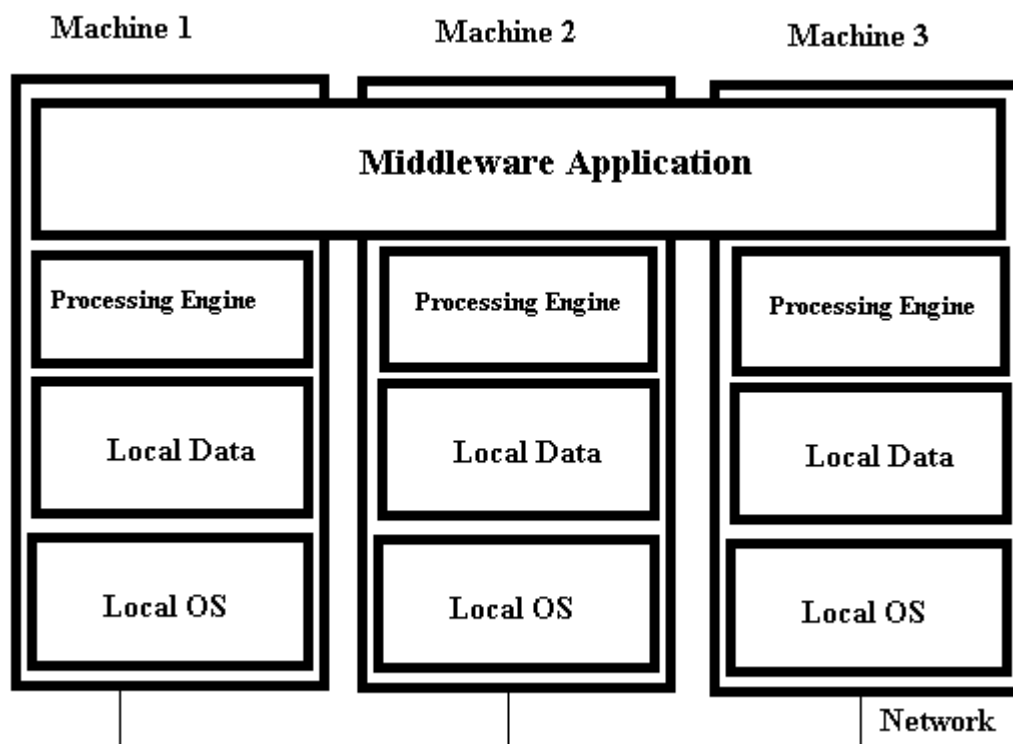 Machine 1
Machine 2
Machine 3
Middleware Application
Processing Engine
Processing Engine
Processing Engine
Local Data
Local Data
Local Data
Local OS
Local OS
Local OS
Network